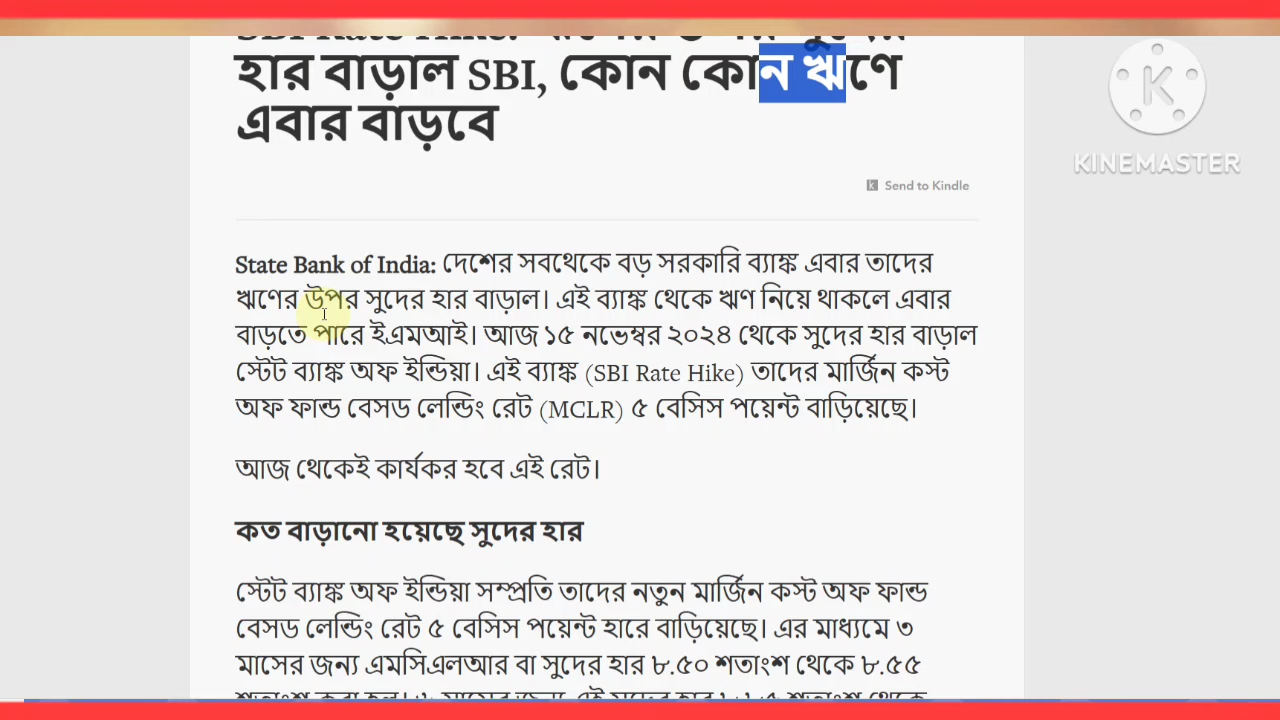 হার বাড়াল SBI, কোন কোন ঋণে
এবার বাড়বে
KINEMASTER
Send to Kindle
State Bank of India: দেশের সবথেকে বড় সরকারি ব্যাঙ্ক এবার তাদের
ঋণের উপর সুদের হার বাড়াল। এই ব্যাঙ্ক থেকে ঋণ নিয়ে থাকলে এবার
বাড়তে পারে ইএমআই। আজ ১৫ নভেম্বর ২০২৪ থেকে সুদের হার বাড়াল
স্টেট ব্যাঙ্ক অফ ইন্ডিয়া। এই ব্যাঙ্ক (SBI Rate Hike) তাদের মার্জিন কস্ট
অফ ফান্ড বেসড লেন্ডিং রেট (MCLR) ৫ বেসিস পয়েন্ট বাড়িয়েছে।
আজ থেকেই কার্যকর হবে এই রেট।
কত বাড়ানো হয়েছে সুদের হার
স্টেট ব্যাঙ্ক অফ ইন্ডিয়া সম্প্রতি তাদের নতুন মার্জিন কস্ট অফ ফান্ড
বেসড লেন্ডিং রেট ৫ বেসিস পয়েন্ট হারে বাড়িয়েছে। এর মাধ্যমে ৩
মাসের জন্য এমসিএলআর বা সুদের হার ৮.৫০ শতাংশ থেকে ৮.৫৫